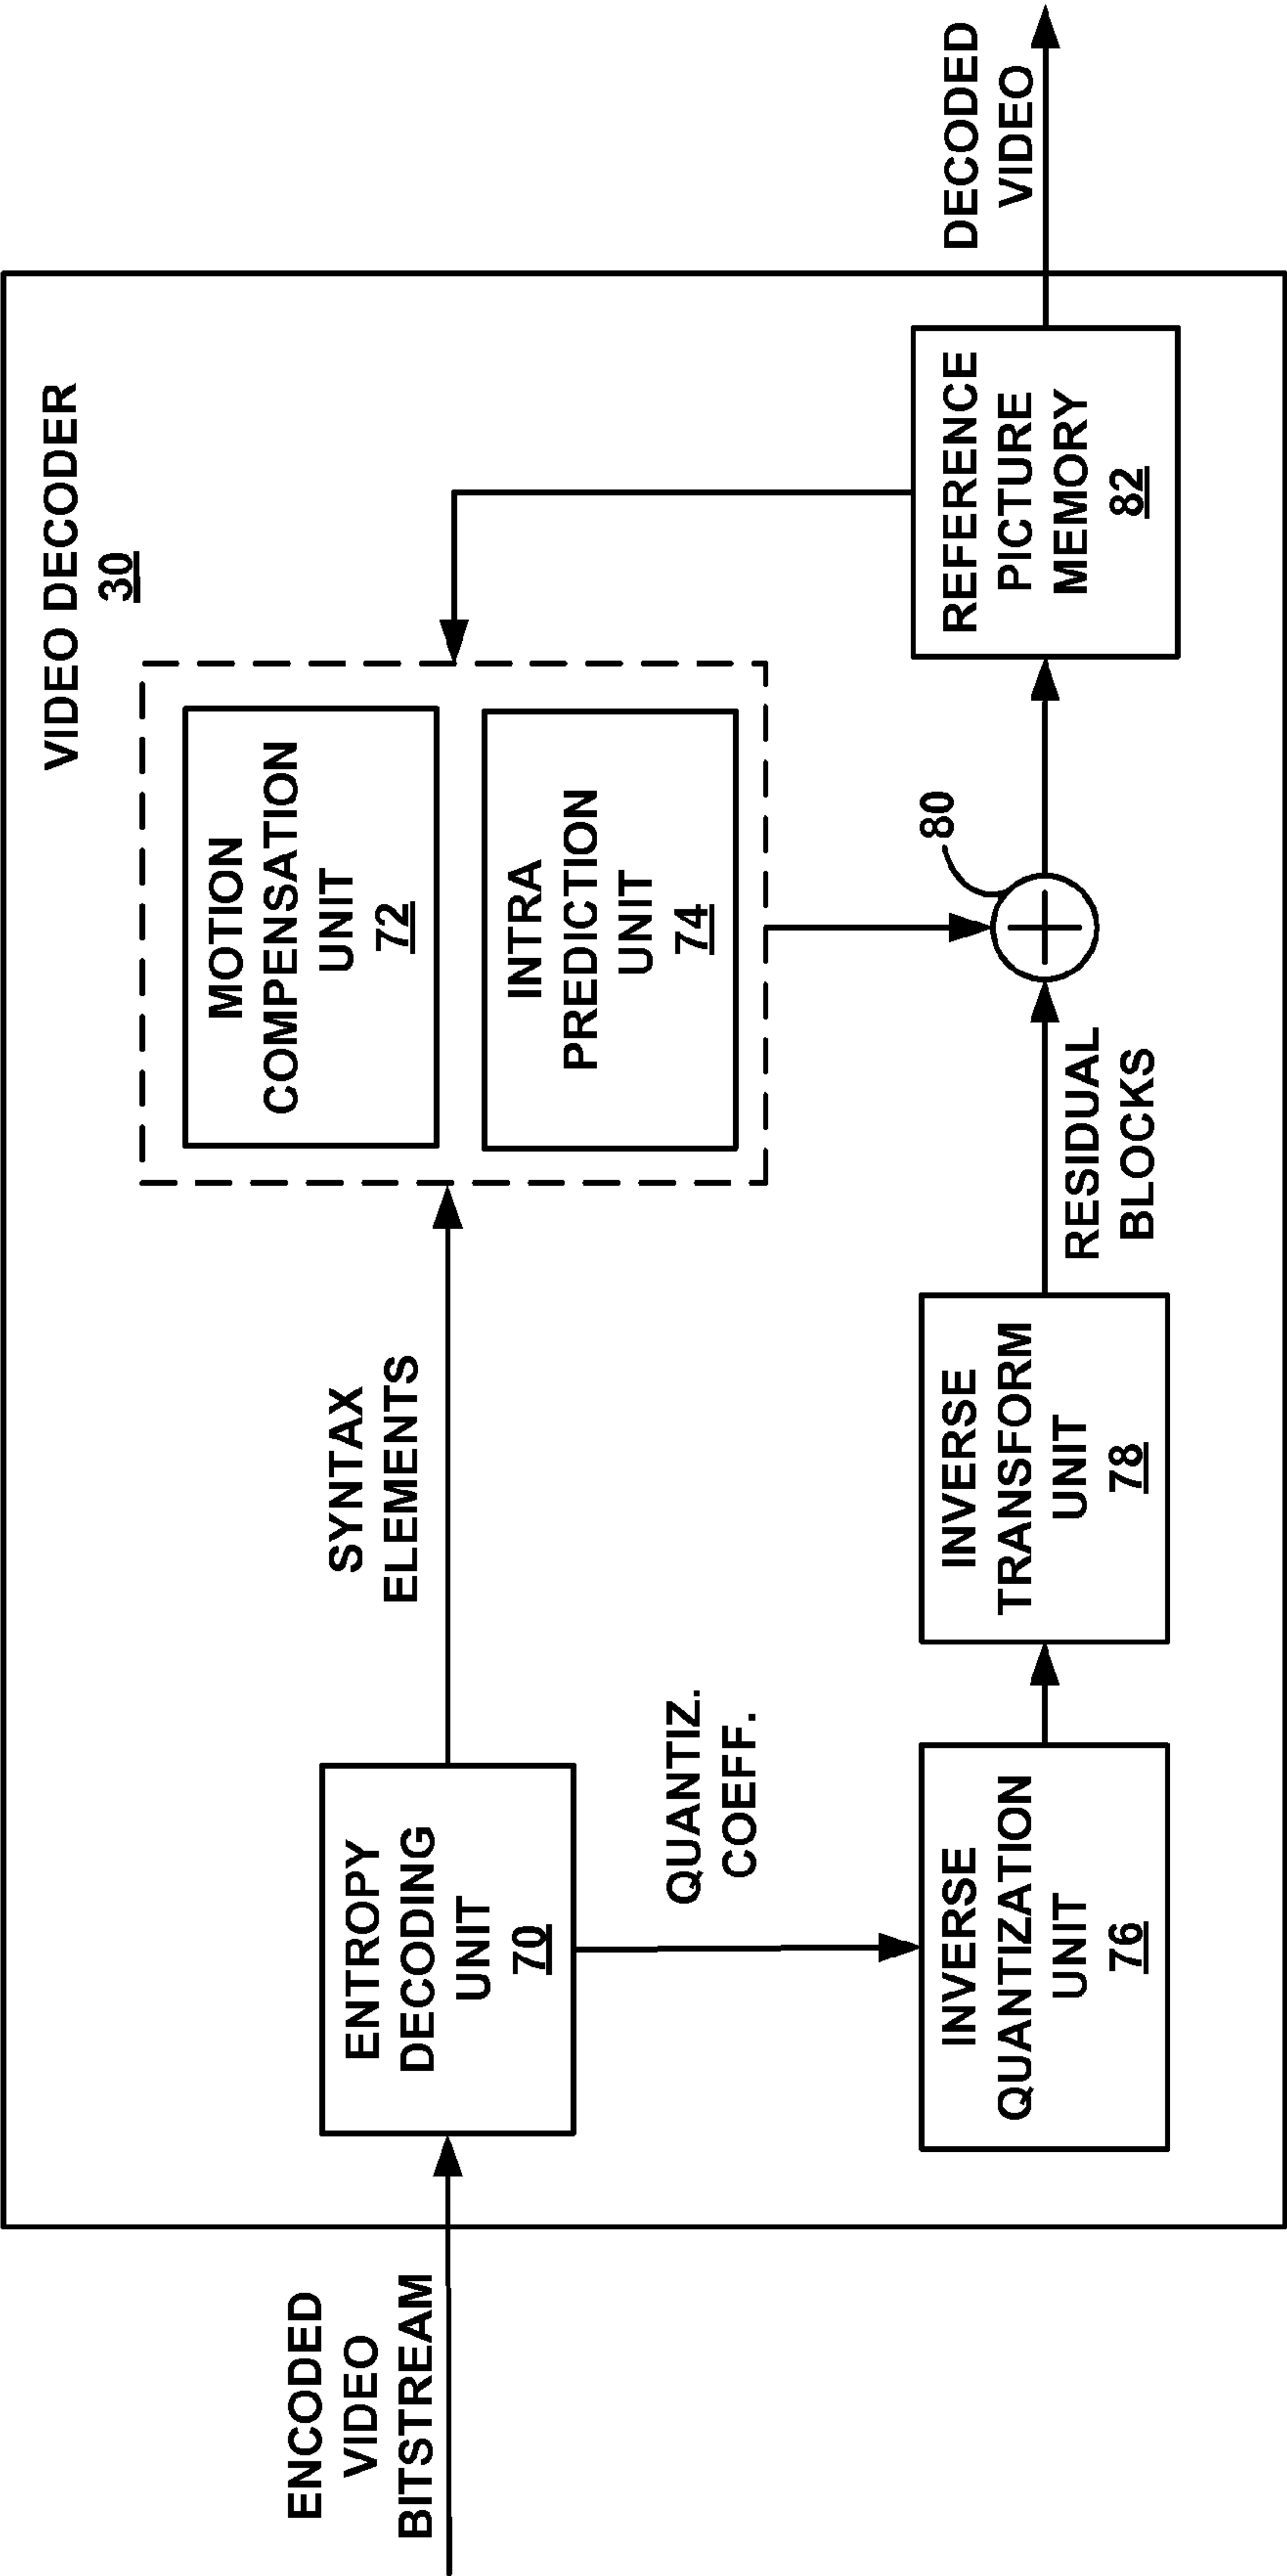 VIDEO DECODER
30
ENCODED
VIDEO
BITSTREAM
ENTROPY
DECODING
UNIT
70
SYNTAX
ELEMENTS
MOTION
COMPENSATION
UNIT
72
INTRA
PREDICTION
UNIT
74
QUANTIZ.
COEFF.
INVERSE
QUANTIZATION
UNIT
76
INVERSE
TRANSFORM
UNIT
78
RESIDUAL
BLOCKS
80
REFERENCE
PICTURE
MEMORY
82
DECODED
VIDEO